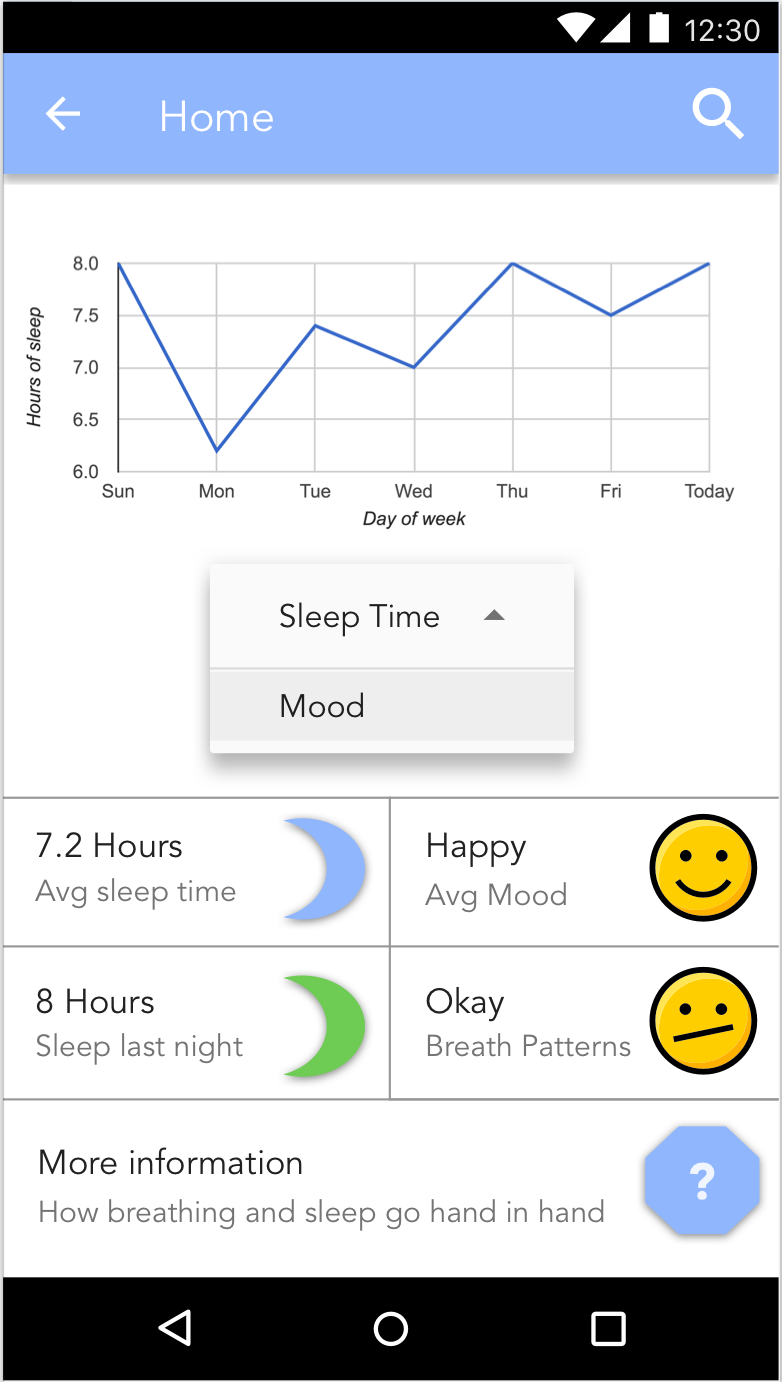 12:30
Home
8.0
7.5
7.0
6.5
6.0
Hours of sleep
Sun Mon Tue Wed Thu Fri Today
Day of week
Sleep Time
Mood
7.2 Hours
Avg sleep time
Happy
Avg Mood
8 Hours
Sleep last night
Okay
Breath Patterns
More information
How breathing and sleep go hand in hand
?